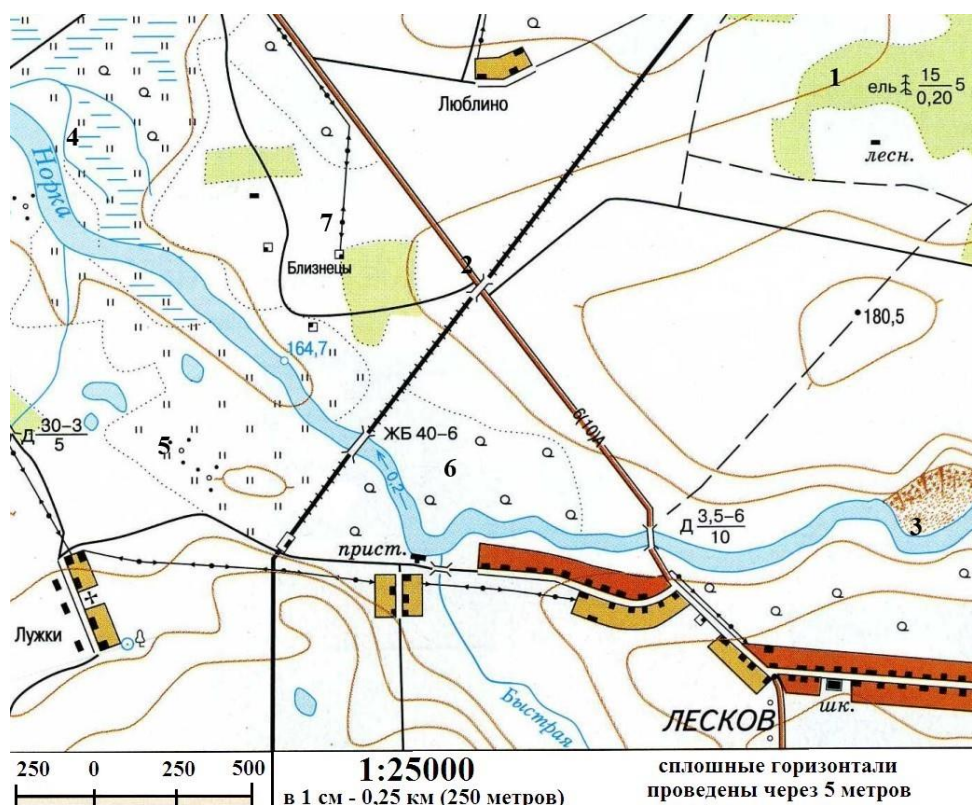 Люблино
1
ель 15 5
0,20
лесн.
4
Норка
7
Близнецы
2
180,5
164,7
6(10)А
Д 30-3
5
5
ЖБ 40-6
6
0,2
Д 3,5-6
10
3
прист.
Лужки
Быстрая
ЛЕСКОВ
шк.
250 0 250 500
1:25000
в 1 см - 0,25 км (250 метров)
сплошные горизонтали
проведены через 5 метров